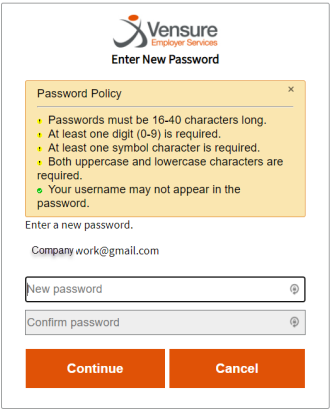 Vensure
Employer Services
Enter New Password
Password Policy
×
Passwords must be 16-40 characters long.
At least one digit (0-9) is required.
At least one symbol character is required.
Both uppercase and lowercase characters are
required.
Your username may not appear in the
password.
Enter a new password.
Company work@gmail.com
New password
Confirm password
Continue
Cancel